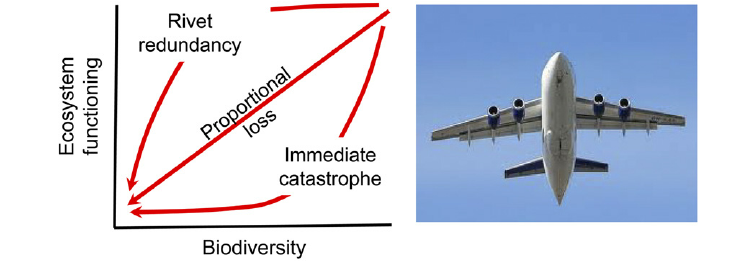 Rivet
redundancy
Ecosystem
functioning
Proportional
loss
Immediate
catastrophe
Biodiversity